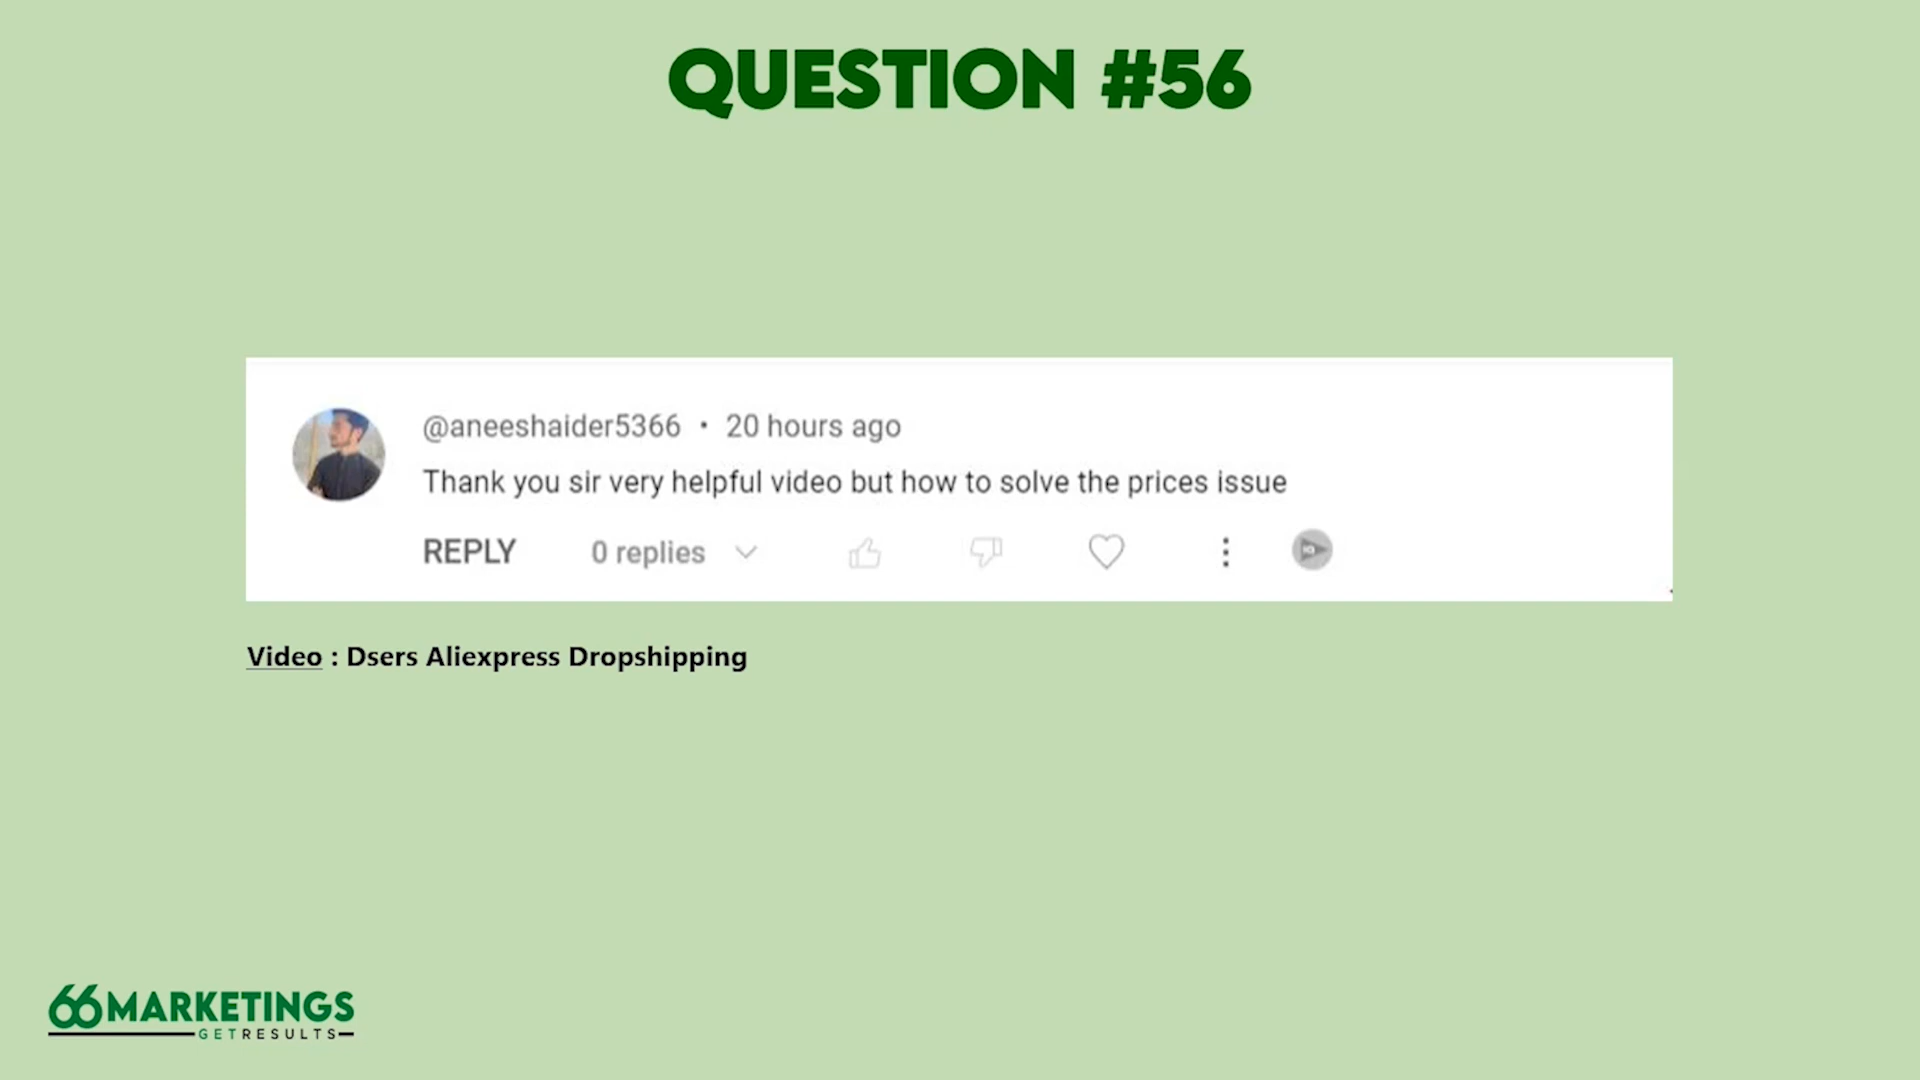 QUESTION #56
@aneeshaider5366 • 20 hours ago
Thank you sir very helpful video but how to solve the prices issue
REPLY 0 replies
Video : Dsers Aliexpress Dropshipping
66MARKETINGS
GETRESULTS